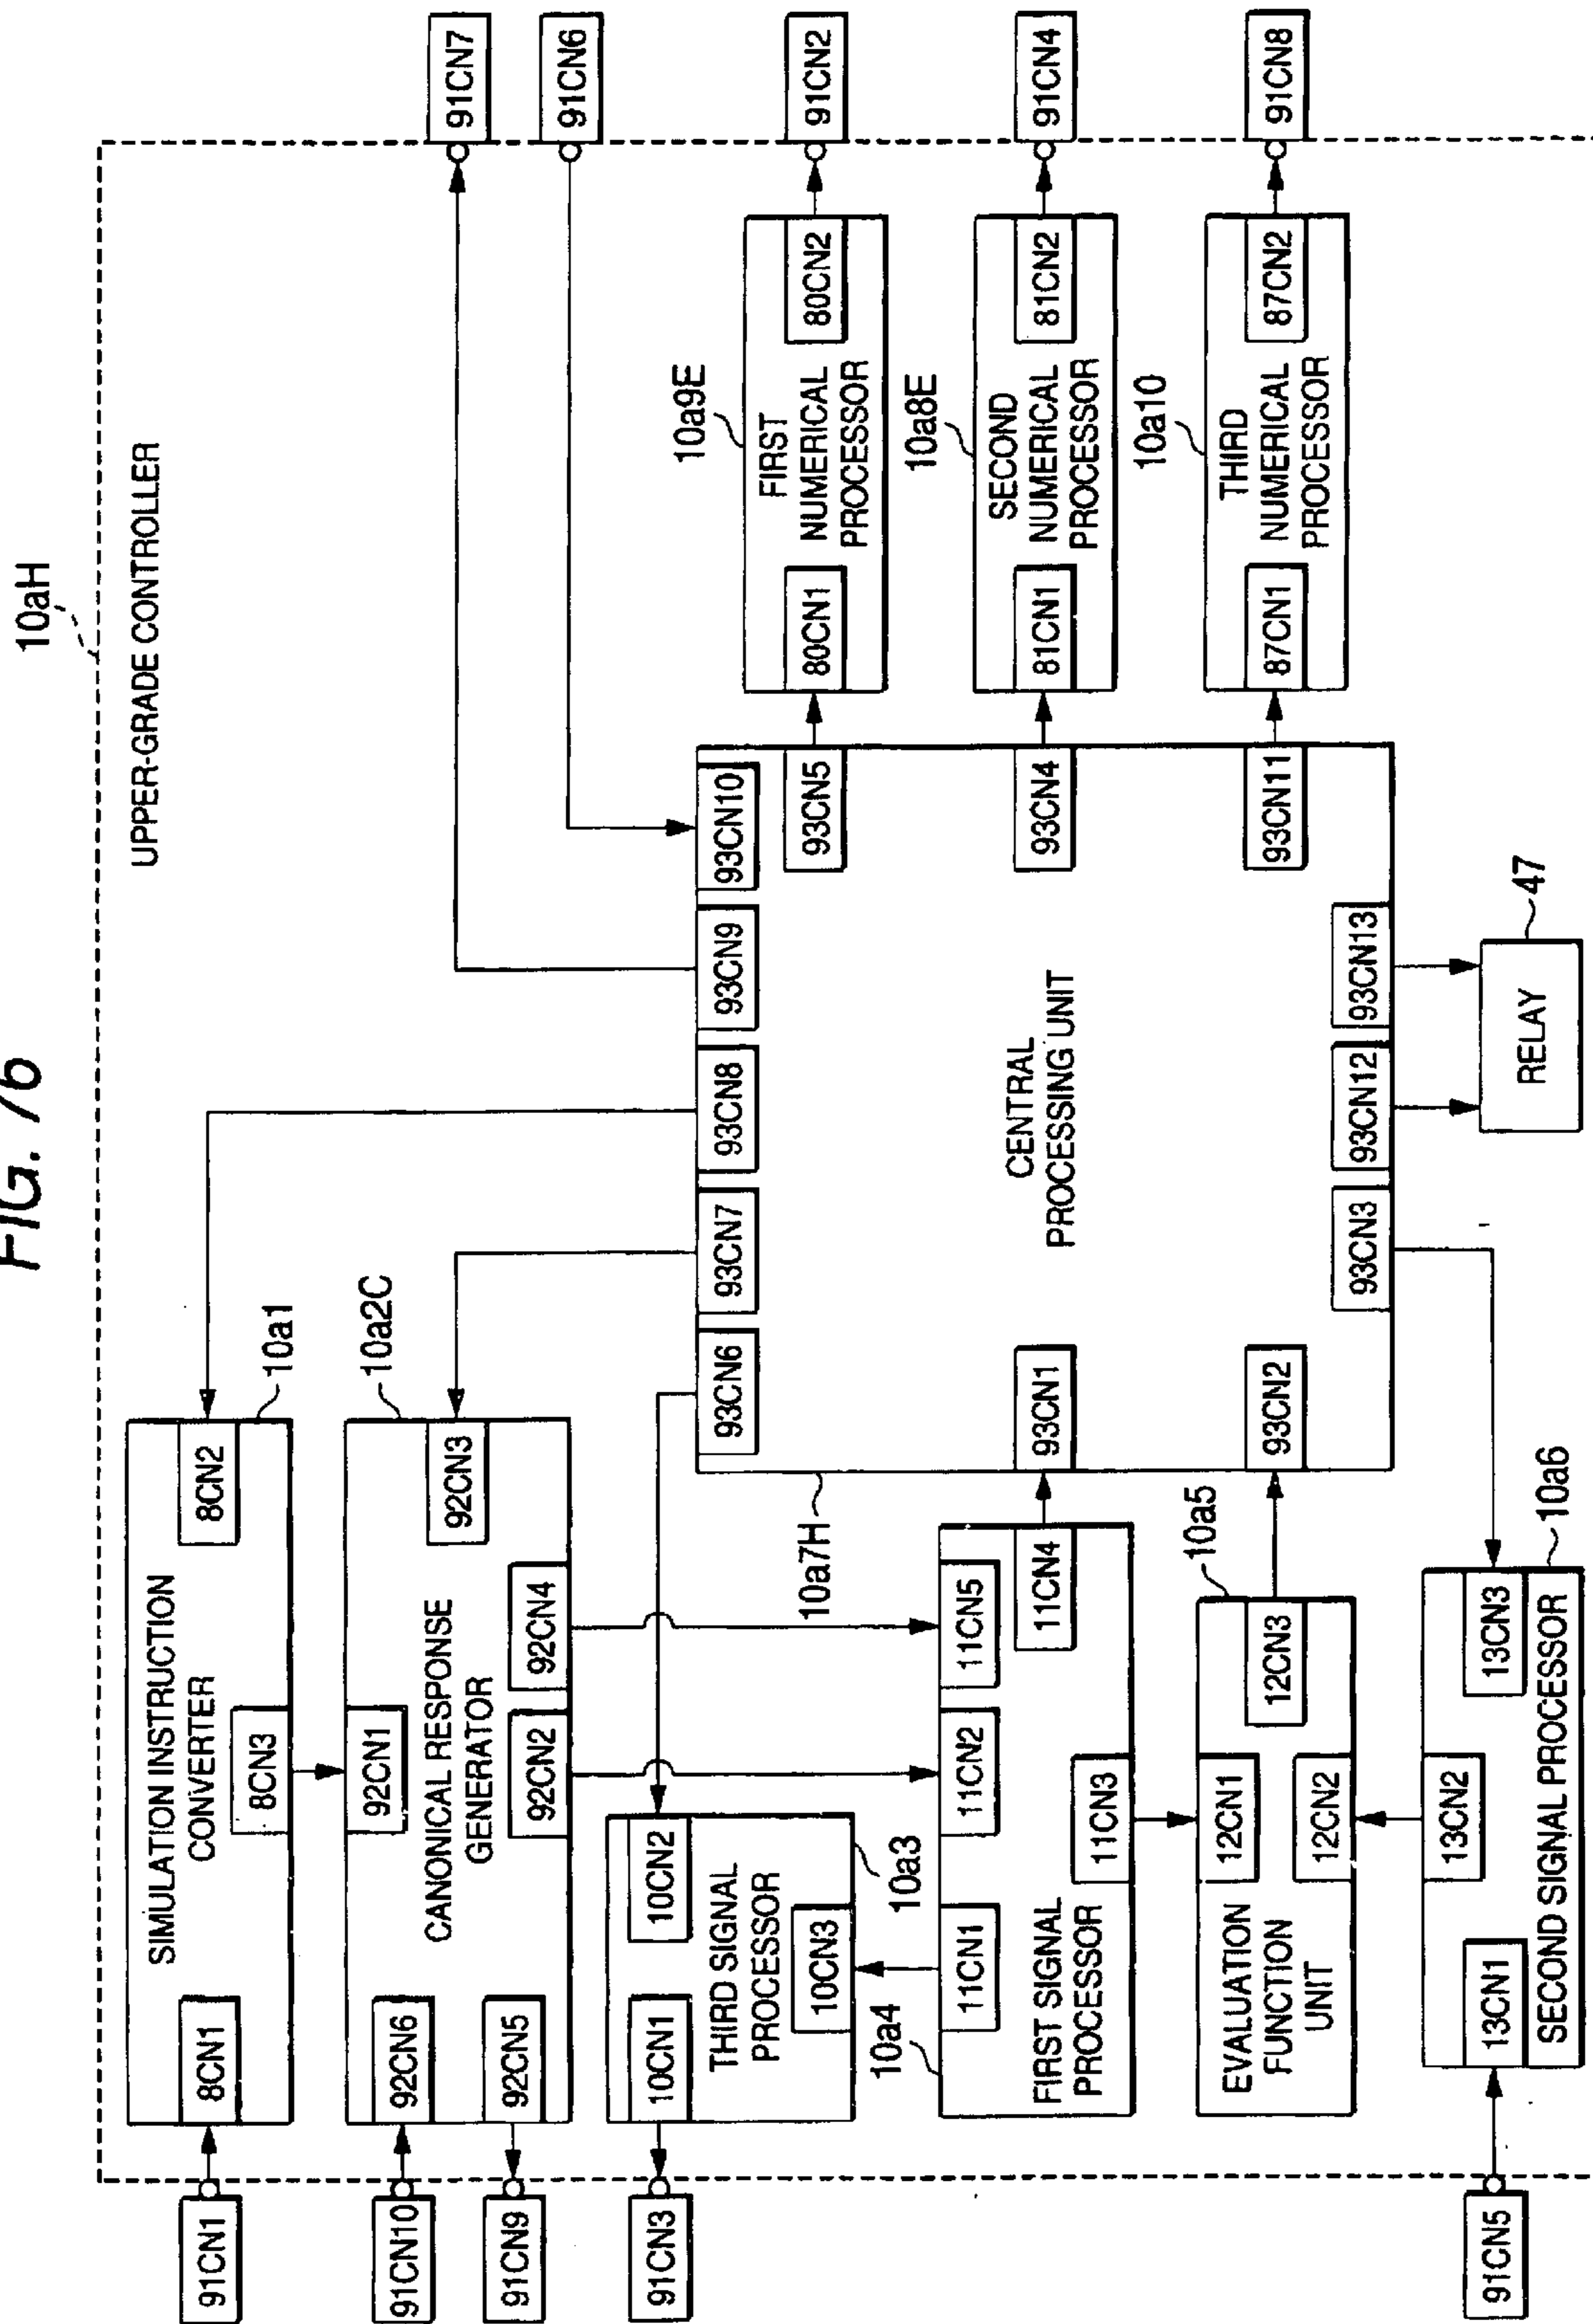 FIG. 76
10aH
UPPER-GRADE CONTROLLER
91CN1
91CN10
91CN9
91CN3
91CN5
91CN7
91CN6
91CN2
91CN4
91CN8
10a1
8CN1
SIMULATION INSTRUCTION
CONVERTER
8CN2
8CN3
10a2C
92CN1
92CN6
92CN5
CANONICAL RESPONSE
GENERATOR
92CN3
92CN2
92CN4
10a3
10CN1
10CN2
THIRD SIGNAL
PROCESSOR
10CN3
10a4
11CN1
11CN2
11CN5
11CN4
FIRST SIGNAL
PROCESSOR
11CN3
10a5
12CN1
12CN3
EVALUATION
FUNCTION
UNIT
12CN2
10a6
13CN2
13CN1
13CN3
SECOND SIGNAL PROCESSOR
10a7H
93CN6
93CN7
93CN8
93CN9
93CN10
93CN5
93CN1
CENTRAL
PROCESSING UNIT
93CN4
93CN2
93CN11
93CN3
93CN12
93CN13
RELAY
47
10a9E
80CN1
FIRST
NUMERICAL
PROCESSOR
80CN2
10a8E
81CN1
SECOND
NUMERICAL
PROCESSOR
81CN2
10a10
87CN1
THIRD
NUMERICAL
PROCESSOR
87CN2